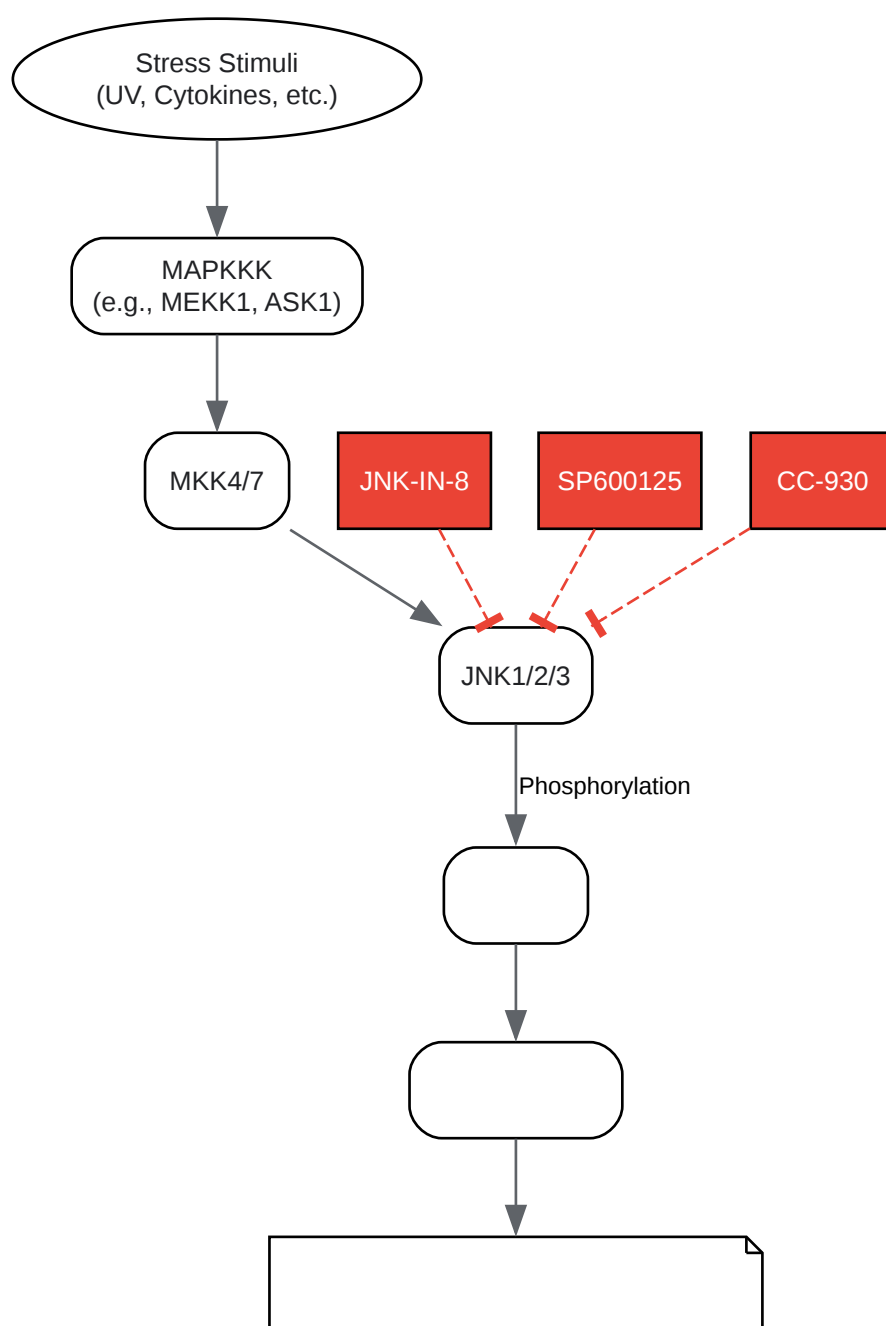 Stress Stimuli
(UV, Cytokines, etc.)
MAPKKK
(e.g., MEKK1, ASK1)
MKK4/7
JNK-IN-8
SP600125
CC-930
JNK1/2/3
Phosphorylation